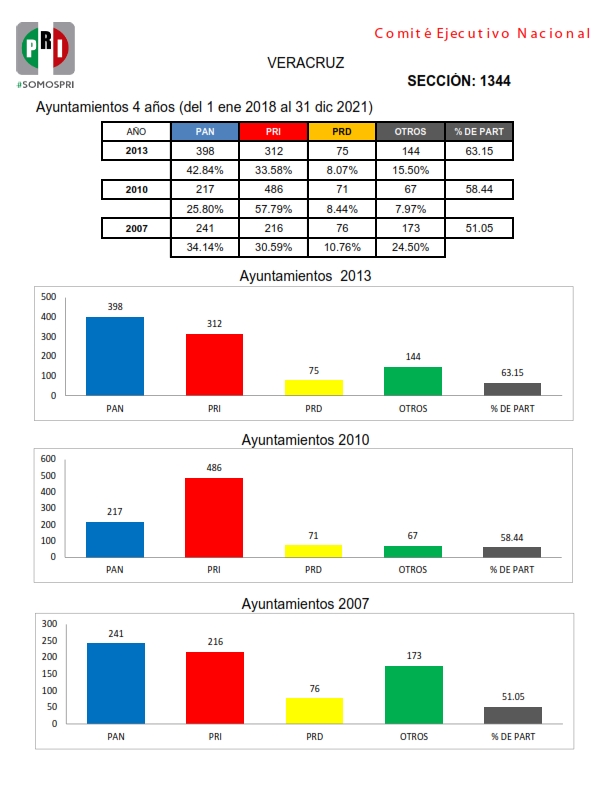 PRI
#SOMOSPRI
Comité Ejecutivo Nacional
VERACRUZ
SECCIÓN: 1344
Ayuntamientos 4 años (del 1 ene 2018 al 31 dic 2021)
AÑO PAN PRI PRD OTROS % DE PART
2013 398 312 75 144 63.15
42.84% 33.58% 8.07% 15.50%
2010 217 486 71 67 58.44
25.80% 57.79% 8.44% 7.97%
2007 241 216 76 173 51.05
34.14% 30.59% 10.76% 24.50%
Ayuntamientos 2013
500
400
300
200
100
0
398 312 75 144 63.15
PAN PRI PRD OTROS % DE PART
Ayuntamientos 2010
600
500
400
300
200
100
0
217 486 71 67 58.44
PAN PRI PRD OTROS % DE PART
Ayuntamientos 2007
300
250
200
150
100
50
0
241 216 76 173 51.05
PAN PRI PRD OTROS % DE PART